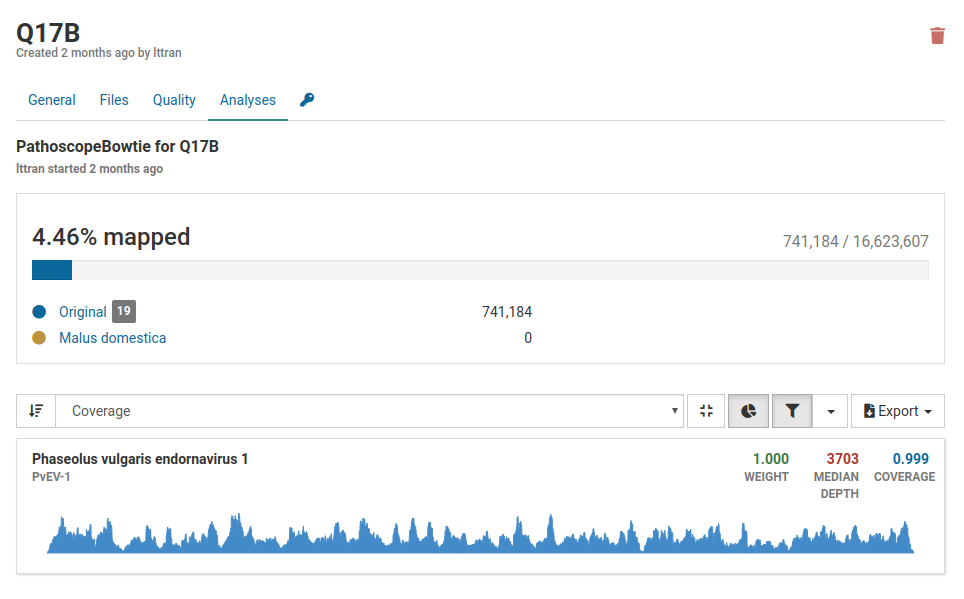 Q17B
Created 2 months ago by lttran
General Files Quality Analyses
PathoscopeBowtie for Q17B
lttran started 2 months ago
4.46% mapped 741,184 / 16,623,607
Original 19 741,184
Malus domestica 0
Coverage Export
Phaseolus vulgaris endornavirus 1 1.000 3703 0.999
PvEV-1 WEIGHT MEDIAN COVERAGE
DEPTH